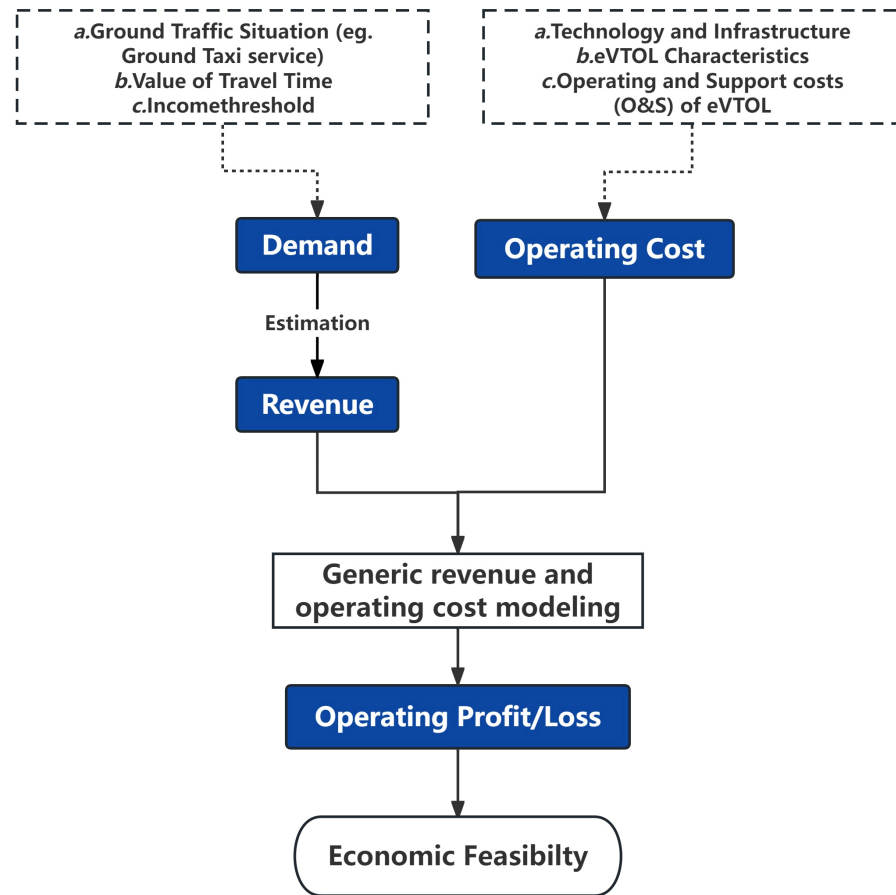 a.Ground Traffic Situation (eg.
Ground Taxi service)
b.Value of Travel Time
c.Incomethreshold
a.Technology and Infrastructure
b.eVTOL Characteristics
c.Operating and Support costs
(O&S) of eVTOL
Demand
Operating Cost
Estimation
Revenue
Generic revenue and
operating cost modeling
Operating Profit/Loss
Economic Feasibilty